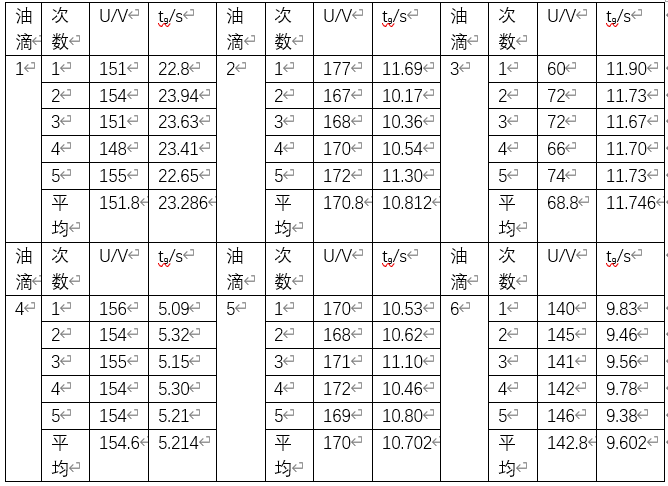 油滴 次数 U/V tg/s 油滴 次数 U/V tg/s 油滴 次数 U/V tg/s
1 1 151 22.8 2 1 177 11.69 3 1 60 11.90
2 154 23.94 2 167 10.17 2 72 11.73
3 151 23.63 3 168 10.36 3 72 11.67
4 148 23.41 4 170 10.54 4 66 11.70
5 155 22.65 5 172 11.30 5 74 11.73
平均 151.8 23.286 平均 170.8 10.812 平均 68.8 11.746
油滴 次数 U/V tg/s 油滴 次数 U/V tg/s 油滴 次数 U/V tg/s
4 1 156 5.09 5 1 170 10.53 6 1 140 9.83
2 154 5.32 2 168 10.62 2 145 9.46
3 155 5.15 3 171 11.10 3 141 9.56
4 154 5.30 4 172 10.46 4 142 9.78
5 154 5.21 5 169 10.80 5 146 9.38
平均 154.6 5.214 平均 170 10.702 平均 142.8 9.602